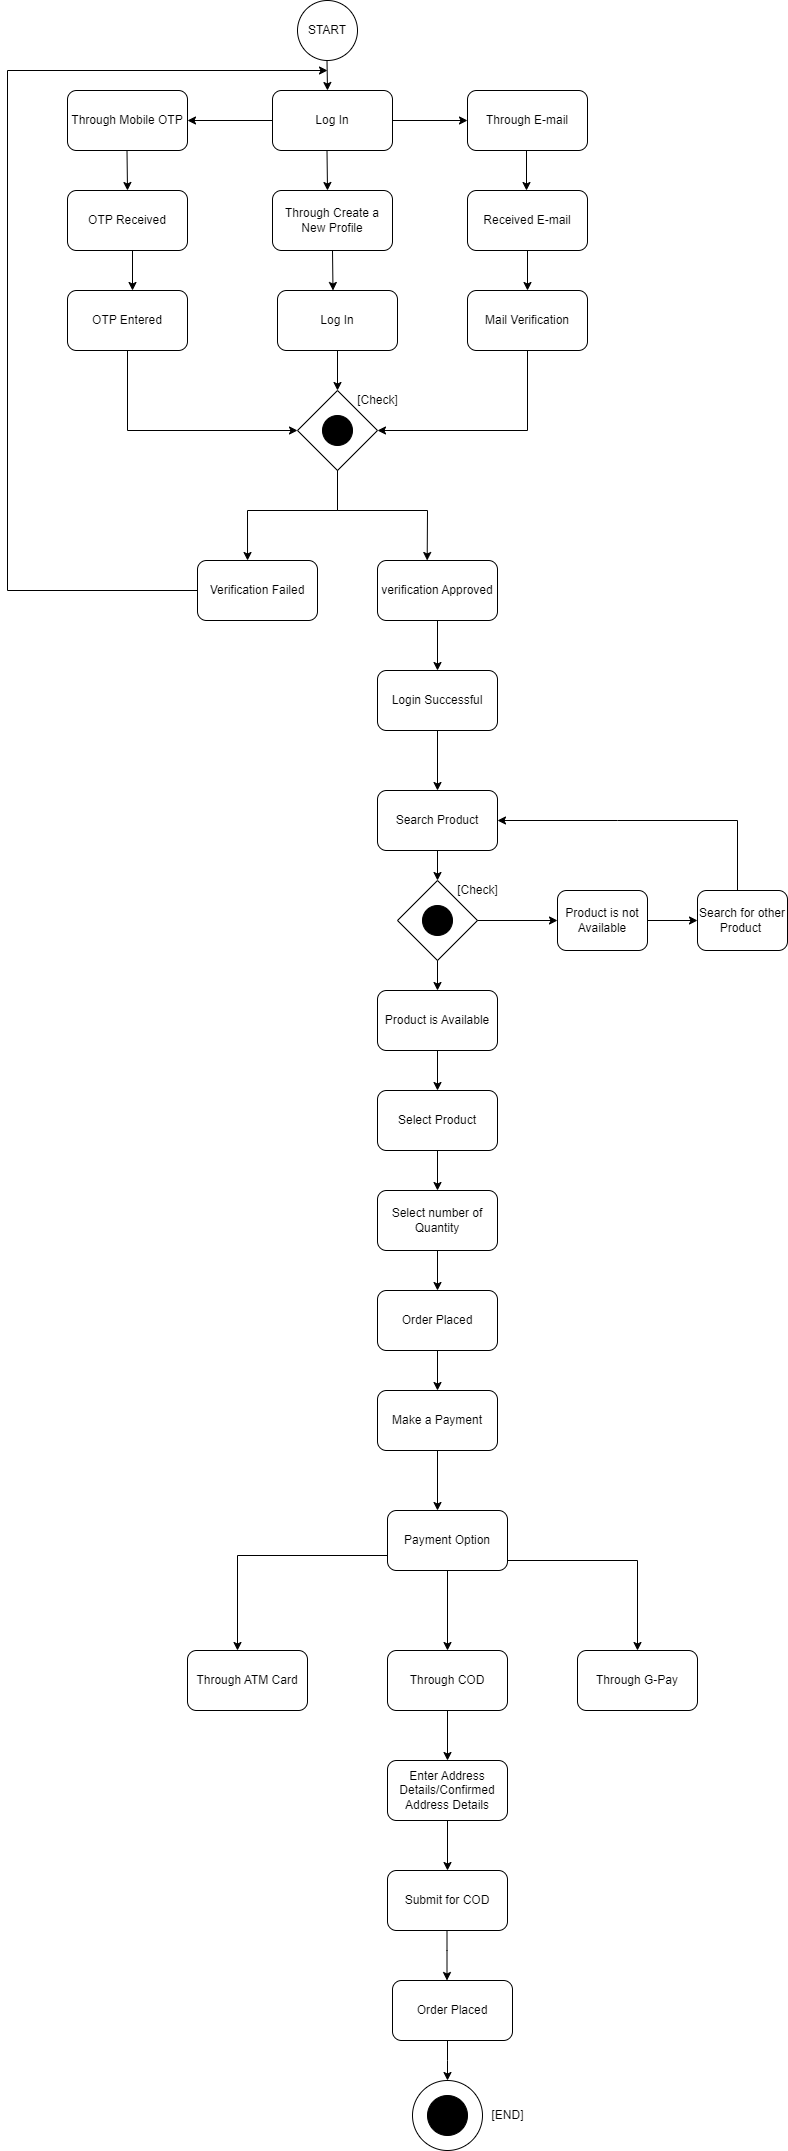 START
Through Mobile OTP
Log In
Through E-mail
OTP Received
Through Create a
New Profile
Received E-mail
OTP Entered
Log In
Mail Verification
[Check]
Verification Failed
verification Approved
Login Successful
Search Product
[Check]
Product is not
Available
Search for other
Product
Product is Available
Select Product
Select number of
Quantity
Order Placed
Make a Payment
Payment Option
Through ATM Card
Through COD
Through G-Pay
Enter Address
Details/Confirmed
Address Details
Submit for COD
Order Placed
[END]